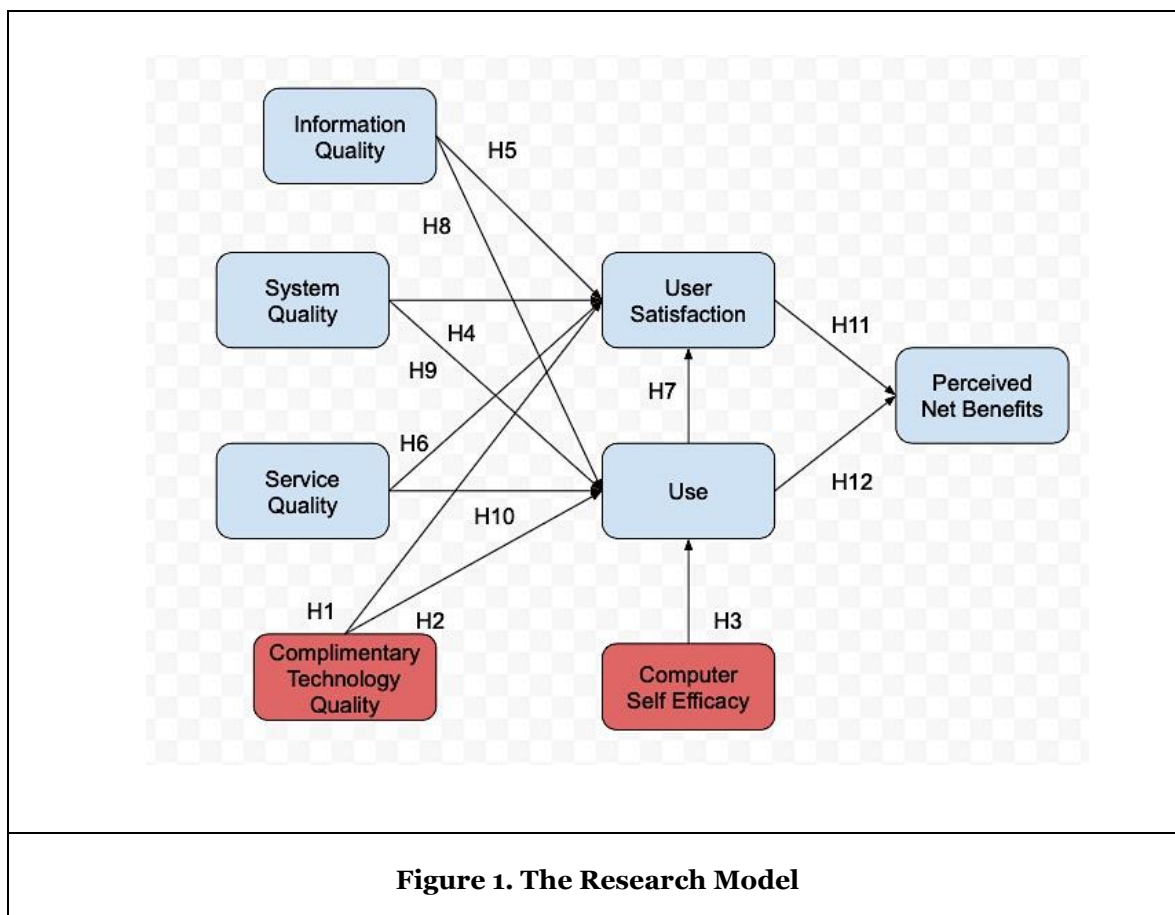 Information
Quality
H5
H8
System
Quality
User
Satisfaction
H4
H11
H9
H7
Perceived
Net Benefits
H6
Service
Quality
Use
H12
H10
H1
H2
H3
Complimentary
Technology
Quality
Computer
Self Efficacy
Figure 1. The Research Model